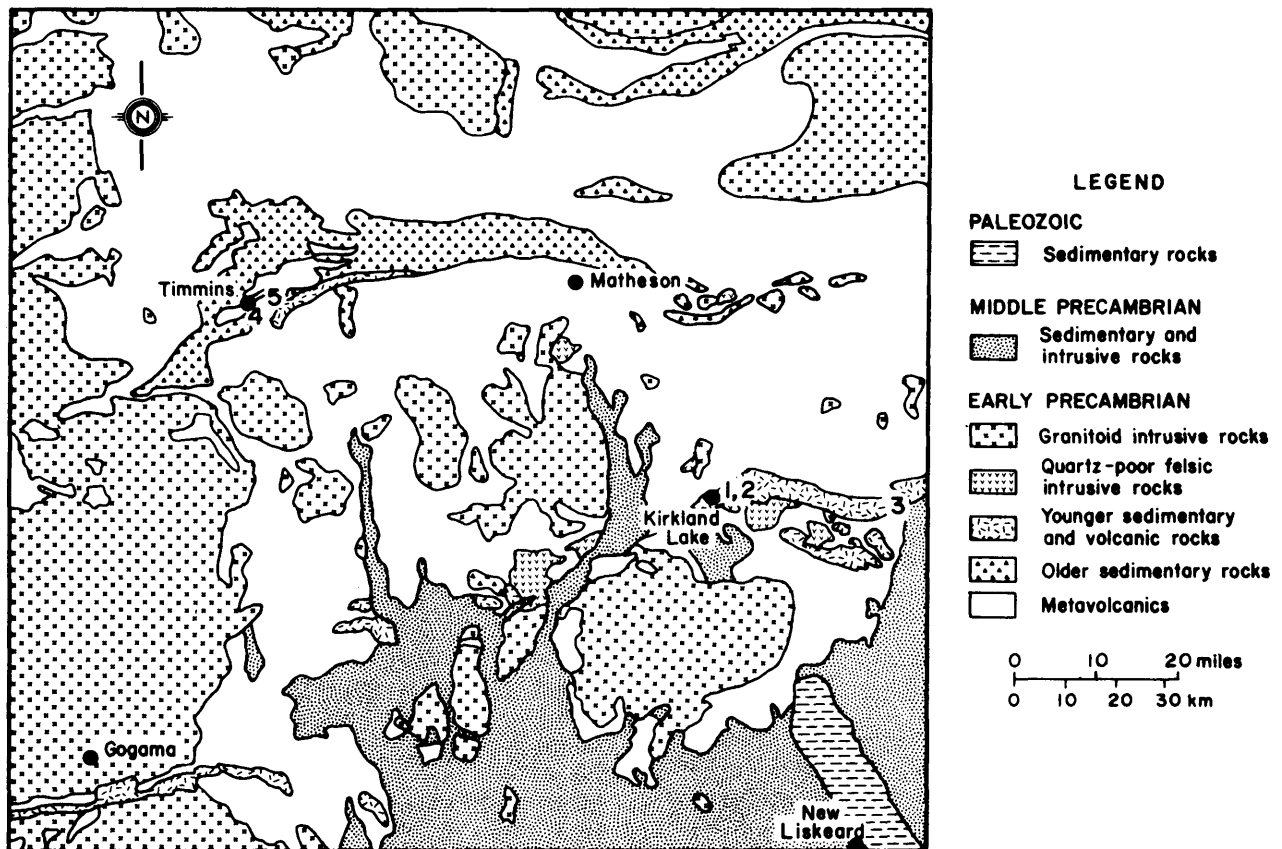 N
Timmins
5
4
Matheson
1, 2
3
Kirkland
Lake
Gogama
New
Liskeard
LEGEND
PALEOZOIC
Sedimentary rocks
MIDDLE PRECAMBRIAN
Sedimentary and
intrusive rocks
EARLY PRECAMBRIAN
Granitoid intrusive rocks
Quartz-poor felsic
intrusive rocks
Younger sedimentary
and volcanic rocks
Older sedimentary rocks
Metavolcanics
0 10 20 miles
0 10 20 30 km